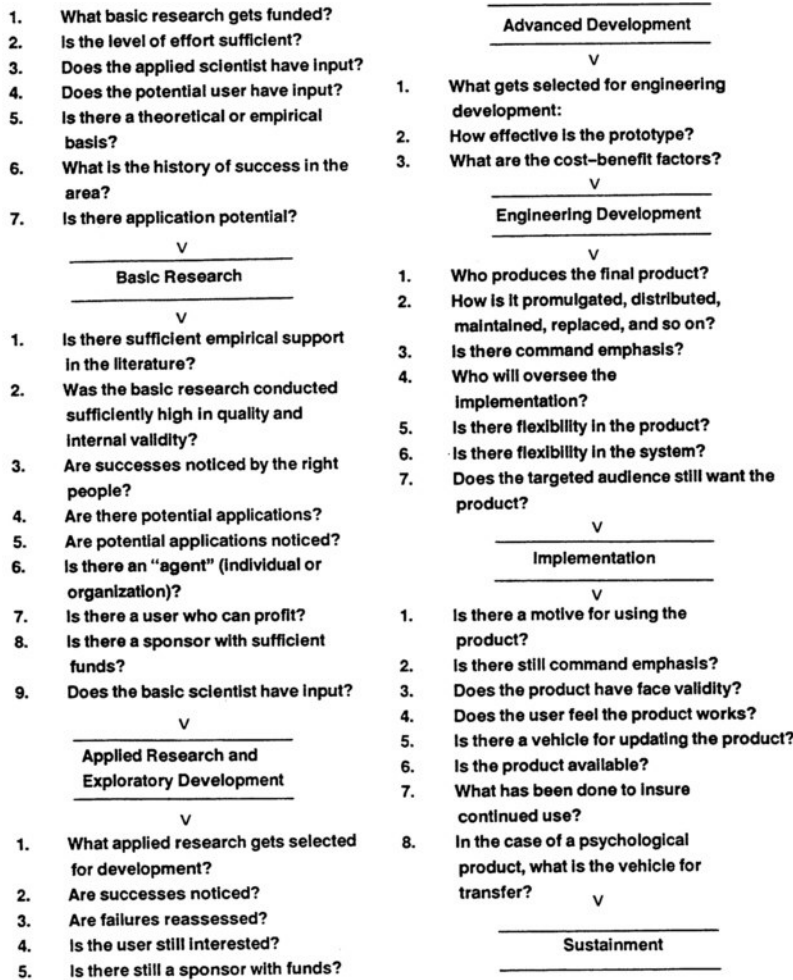 1. What basic research gets funded?
2. Is the level of effort sufficient?
3. Does the applied scientist have input?
4. Does the potential user have input?
5. Is there a theoretical or empirical
basis?
6. What is the history of success in the
area?
7. Is there application potential?
V
Basic Research
V
1. Is there sufficient empirical support
in the literature?
2. Was the basic research conducted
sufficiently high in quality and
internal validity?
3. Are successes noticed by the right
people?
4. Are there potential applications?
5. Are potential applications noticed?
6. Is there an “agent” (individual or
organization)?
7. Is there a user who can profit?
8. Is there a sponsor with sufficient
funds?
9. Does the basic scientist have input?
V
Applied Research and
Exploratory Development
V
1. What applied research gets selected
for development?
2. Are successes noticed?
3. Are failures reassessed?
4. Is the user still interested?
5. Is there still a sponsor with funds?
Advanced Development
V
1. What gets selected for engineering
development:
2. How effective is the prototype?
3. What are the cost–benefit factors?
V
Engineering Development
V
1. Who produces the final product?
2. How is it promulgated, distributed,
maintained, replaced, and so on?
3. Is there command emphasis?
4. Who will oversee the
implementation?
5. Is there flexibility in the product?
6. Is there flexibility in the system?
7. Does the targeted audience still want the
product?
V
Implementation
V
1. Is there a motive for using the
product?
2. Is there still command emphasis?
3. Does the product have face validity?
4. Does the user feel the product works?
5. Is there a vehicle for updating the product?
6. Is the product available?
7. What has been done to insure
continued use?
8. In the case of a psychological
product, what is the vehicle for
transfer?
V
Sustainment